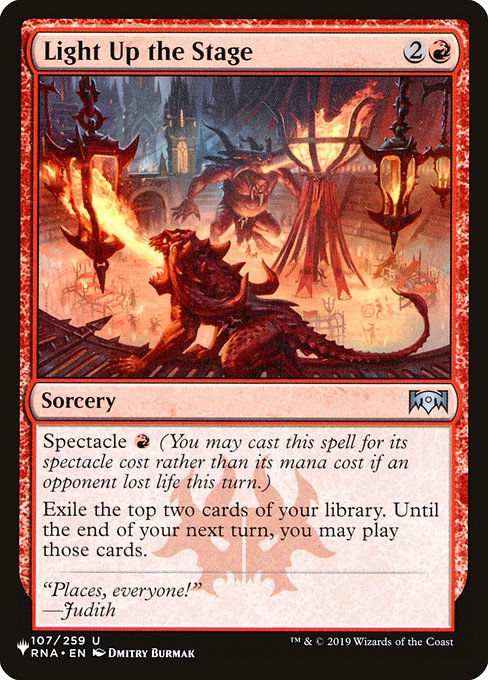 Light Up the Stage 2
Sorcery
Spectacle (You may cast this spell for its
spectacle cost rather than its mana cost if an
opponent lost life this turn.)
Exile the top two cards of your library. Until
the end of your next turn, you may play
those cards.
“Places, everyone!”
—Judith
107/259 U
RNA • EN Dmitry Burmak
™ & © 2019 Wizards of the Coast